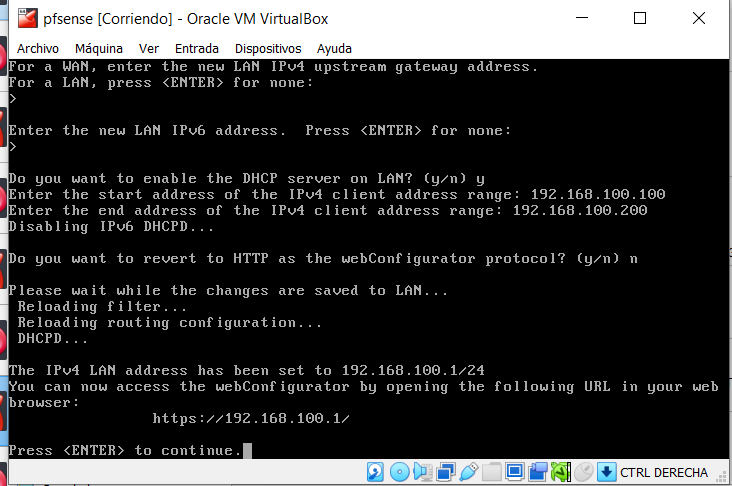 pfsense [Corriendo] - Oracle VM VirtualBox
Archivo Máquina Ver Entrada Dispositivos Ayuda
For a WAN, enter the new LAN IPv4 upstream gateway address.
For a LAN, press <ENTER> for none:
>
Enter the new LAN IPv6 address.  Press <ENTER> for none:
>
Do you want to enable the DHCP server on LAN? (y/n) y
Enter the start address of the IPv4 client address range: 192.168.100.100
Enter the end address of the IPv4 client address range: 192.168.100.200
Disabling IPv6 DHCPD...
Do you want to revert to HTTP as the webConfigurator protocol? (y/n) n
Please wait while the changes are saved to LAN...
Reloading filter...
Reloading routing configuration...
DHCPD...
The IPv4 LAN address has been set to 192.168.100.1/24
You can now access the webConfigurator by opening the following URL in your web
browser:
https://192.168.100.1/
Press <ENTER> to continue.
CTRL DERECHA